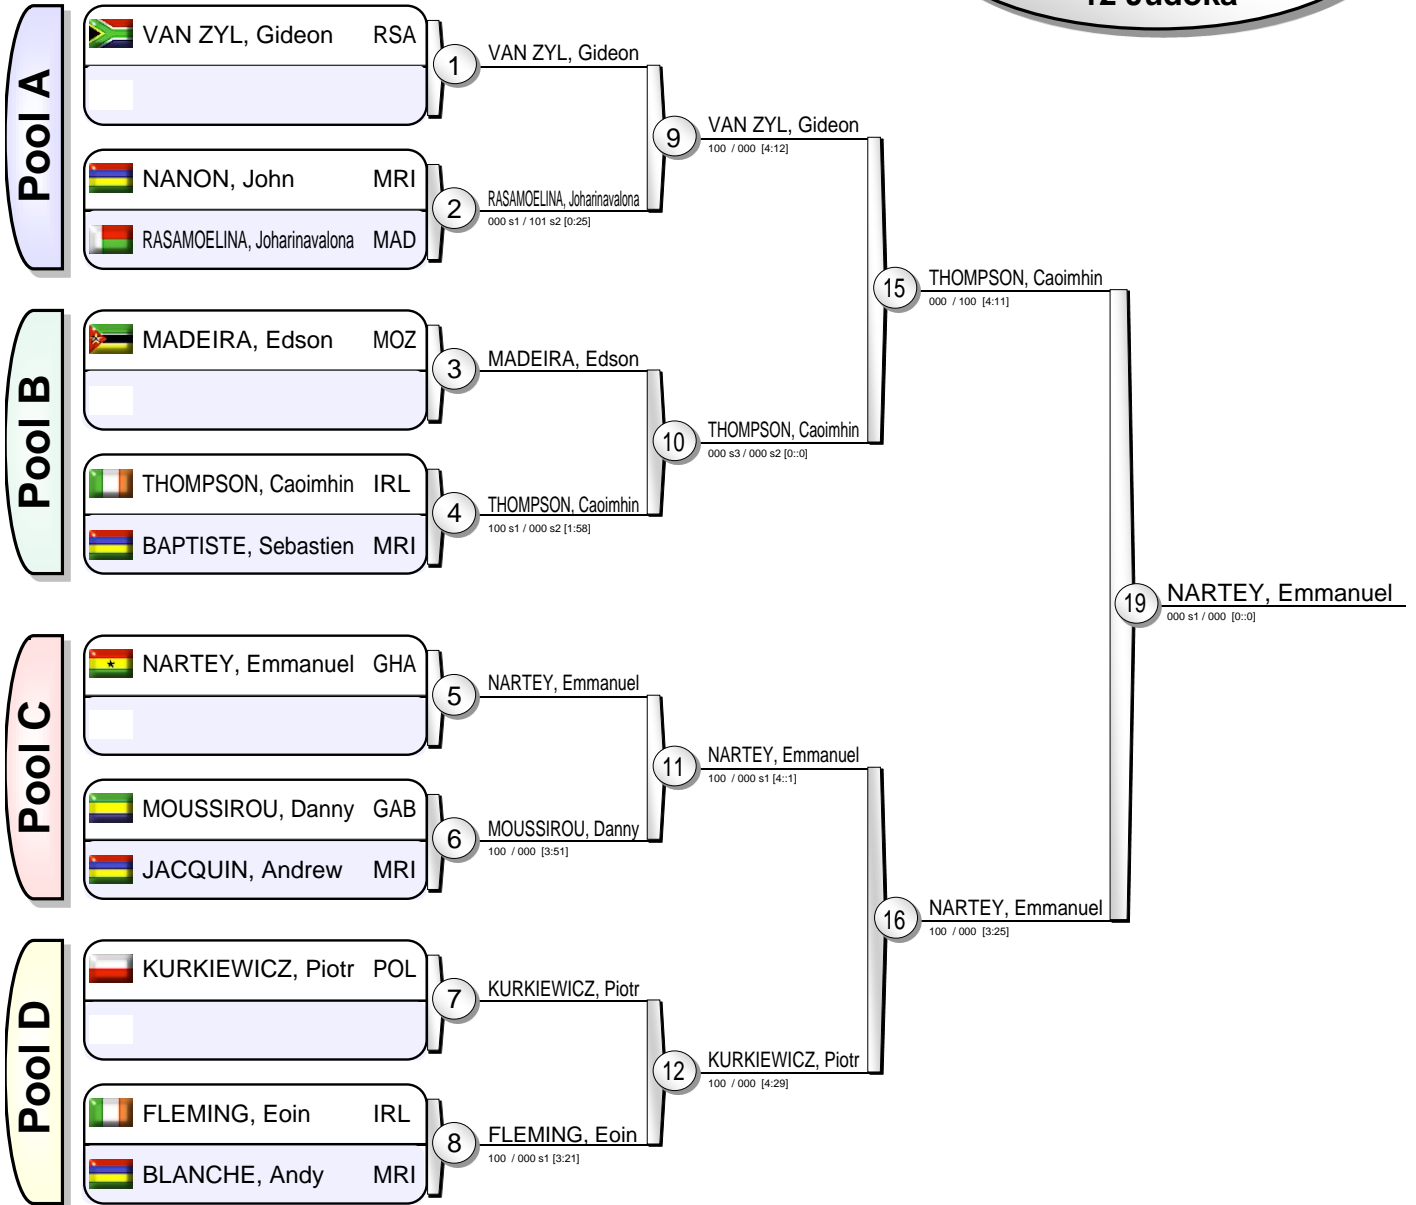 12 Judoka
Pool A
VAN ZYL, Gideon RSA
NANON, John MRI
RASAMOELINA, Joharinavalona MAD
Pool B
MADEIRA, Edson MOZ
THOMPSON, Caoimhin IRL
BAPTISTE, Sebastien MRI
Pool C
NARTEY, Emmanuel GHA
MOUSSIROU, Danny GAB
JACQUIN, Andrew MRI
Pool D
KURKIEWICZ, Piotr POL
FLEMING, Eoin IRL
BLANCHE, Andy MRI
1 VAN ZYL, Gideon
2 RASAMOELINA, Joharinavalona
000 s1 / 101 s2 [0:25]
3 MADEIRA, Edson
4 THOMPSON, Caoimhin
100 s1 / 000 s2 [1:58]
5 NARTEY, Emmanuel
6 MOUSSIROU, Danny
100 / 000 [3:51]
7 KURKIEWICZ, Piotr
8 FLEMING, Eoin
100 / 000 s1 [3:21]
9 VAN ZYL, Gideon
100 / 000 [4:12]
10 THOMPSON, Caoimhin
000 s3 / 000 s2 [0::0]
11 NARTEY, Emmanuel
100 / 000 s1 [4::1]
12 KURKIEWICZ, Piotr
100 / 000 [4:29]
15 THOMPSON, Caoimhin
000 / 100 [4:11]
16 NARTEY, Emmanuel
100 / 000 [3:25]
19 NARTEY, Emmanuel
000 s1 / 000 [0::0]